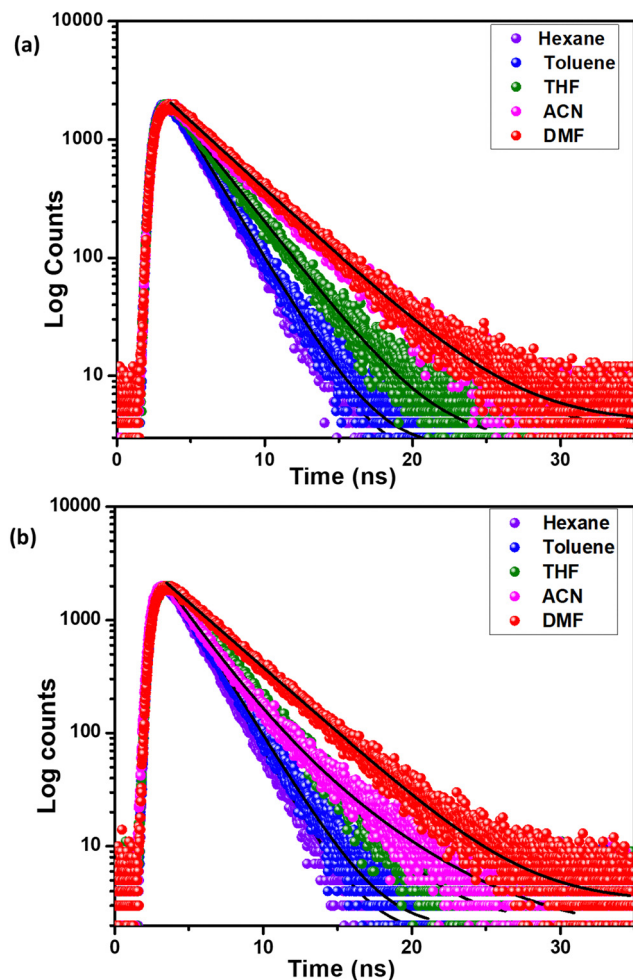 (a)
10000
1000
100
10
Log Counts
Hexane
Toluene
THF
ACN
DMF
0 10 20 30
Time (ns)
(b)
10000
1000
100
10
Log counts
Hexane
Toluene
THF
ACN
DMF
0 10 20 30
Time (ns)